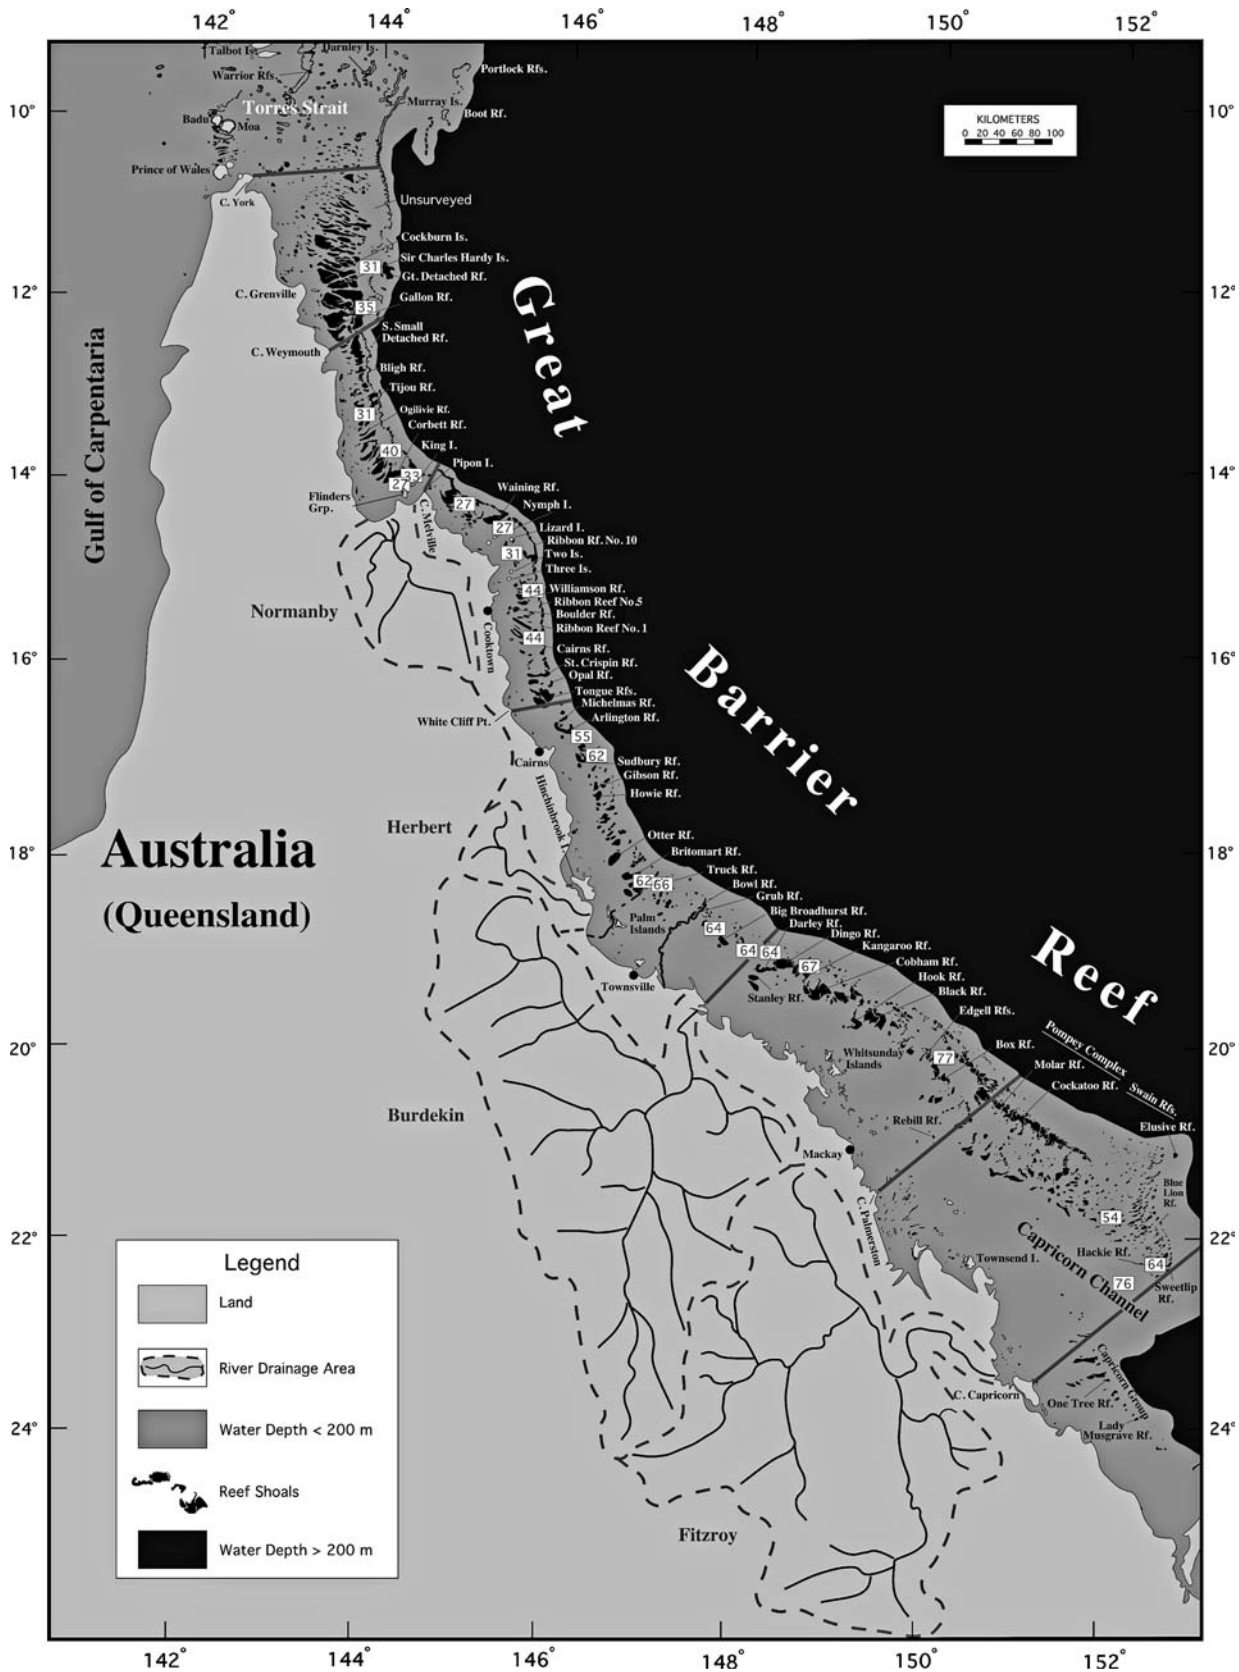 142°
144°
146°
148°
150°
152°
Talbot Is.
Darnley Is.
Warrior Rfs.
Portlock Rfs.
10°
Torres Strait
Murray Is.
Boot Rf.
Badu
Moa
KILOMETERS
0 20 40 60 80 100
10°
Prince of Wales
C. York
Unsurveyed
Cockburn Is.
31
Sir Charles Hardy Is.
Gt. Detached Rf.
12°
C. Grenville
35
Gallon Rf.
12°
S. Small
Detached Rf.
C. Weymouth
Bligh Rf.
Tijou Rf.
31
Ogilivie Rf.
Corbett Rf.
40
King I.
14°
33
Pipon I.
14°
27
Flinders
Grp.
C. Melville
Waining Rf.
27
Nymph I.
27
Lizard I.
Ribbon Rf. No. 10
31
Two Is.
Three Is.
44
Williamson Rf.
Ribbon Reef No.5
Normanby
Boulder Rf.
Cooktown
44
Ribbon Reef No. 1
Cairns Rf.
16°
St. Crispin Rf.
16°
Opal Rf.
Tongue Rfs.
Michelmas Rf.
White Cliff Pt.
Arlington Rf.
55
Cairns
62
Sudbury Rf.
Gibson Rf.
Hinchinbrook I.
Howie Rf.
Gulf of Carpentaria
Great
Barrier
Reef
Herbert
Otter Rf.
Australia
(Queensland)
18°
Britomart Rf.
18°
Truck Rf.
62
66
Bowl Rf.
Grub Rf.
Palm
Islands
64
Big Broadhurst Rf.
Darley Rf.
Dingo Rf.
64
64
67
Kangaroo Rf.
Cobham Rf.
Townsville
Stanley Rf.
Hook Rf.
Black Rf.
Edgell Rfs.
20°
Whitsunday
Islands
77
Box Rf.
Pompey Complex
20°
Molar Rf.
Cockatoo Rf.
Swain Rfs.
Burdekin
Rebill Rf.
Elusive Rf.
Mackay
Blue
Lion
Rf.
C. Palmerston
54
22°
Capricorn Channel
Townsend I.
Hackie Rf.
64
22°
76
Sweetlip
Rf.
Capricorn Group
C. Capricorn
One Tree Rf.
24°
Lady
Musgrave Rf.
24°
Fitzroy
Legend
Land
River Drainage Area
Water Depth < 200 m
Reef Shoals
Water Depth > 200 m
142°
144°
146°
148°
150°
152°